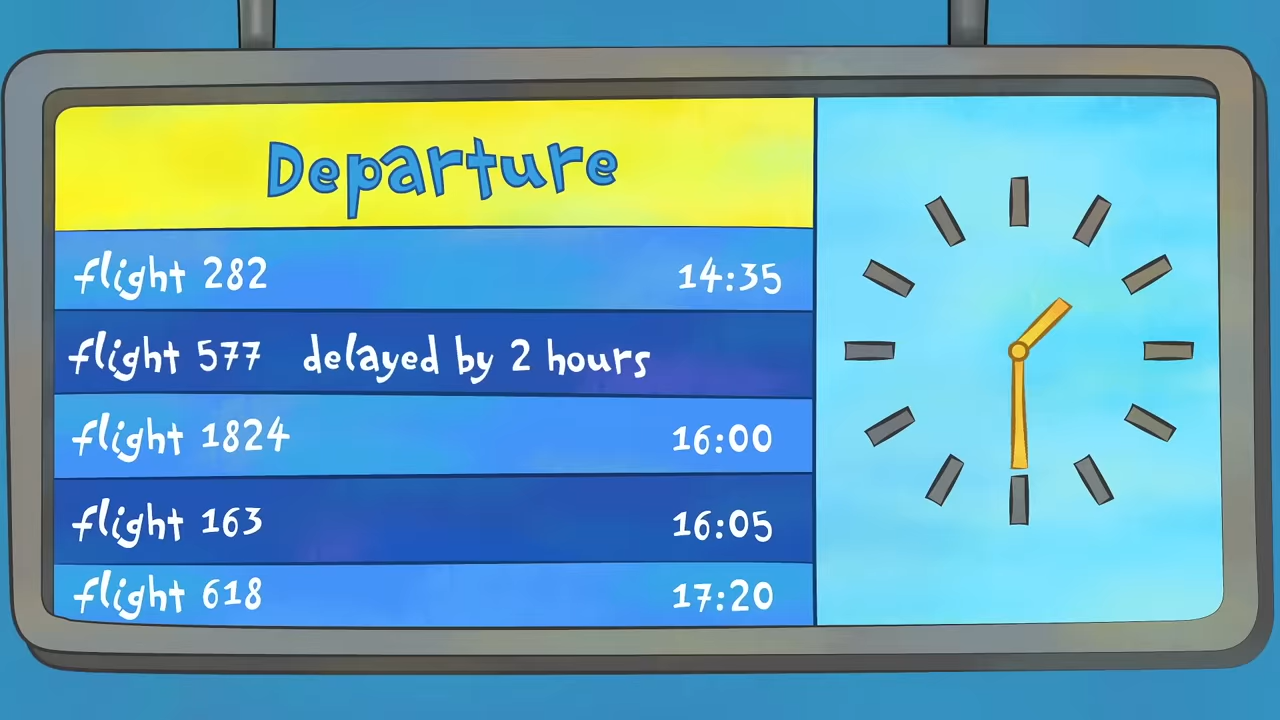 Departure
flight 282 14:35
flight 577 delayed by 2 hours
flight 1824 16:00
flight 163 16:05
flight 618 17:20